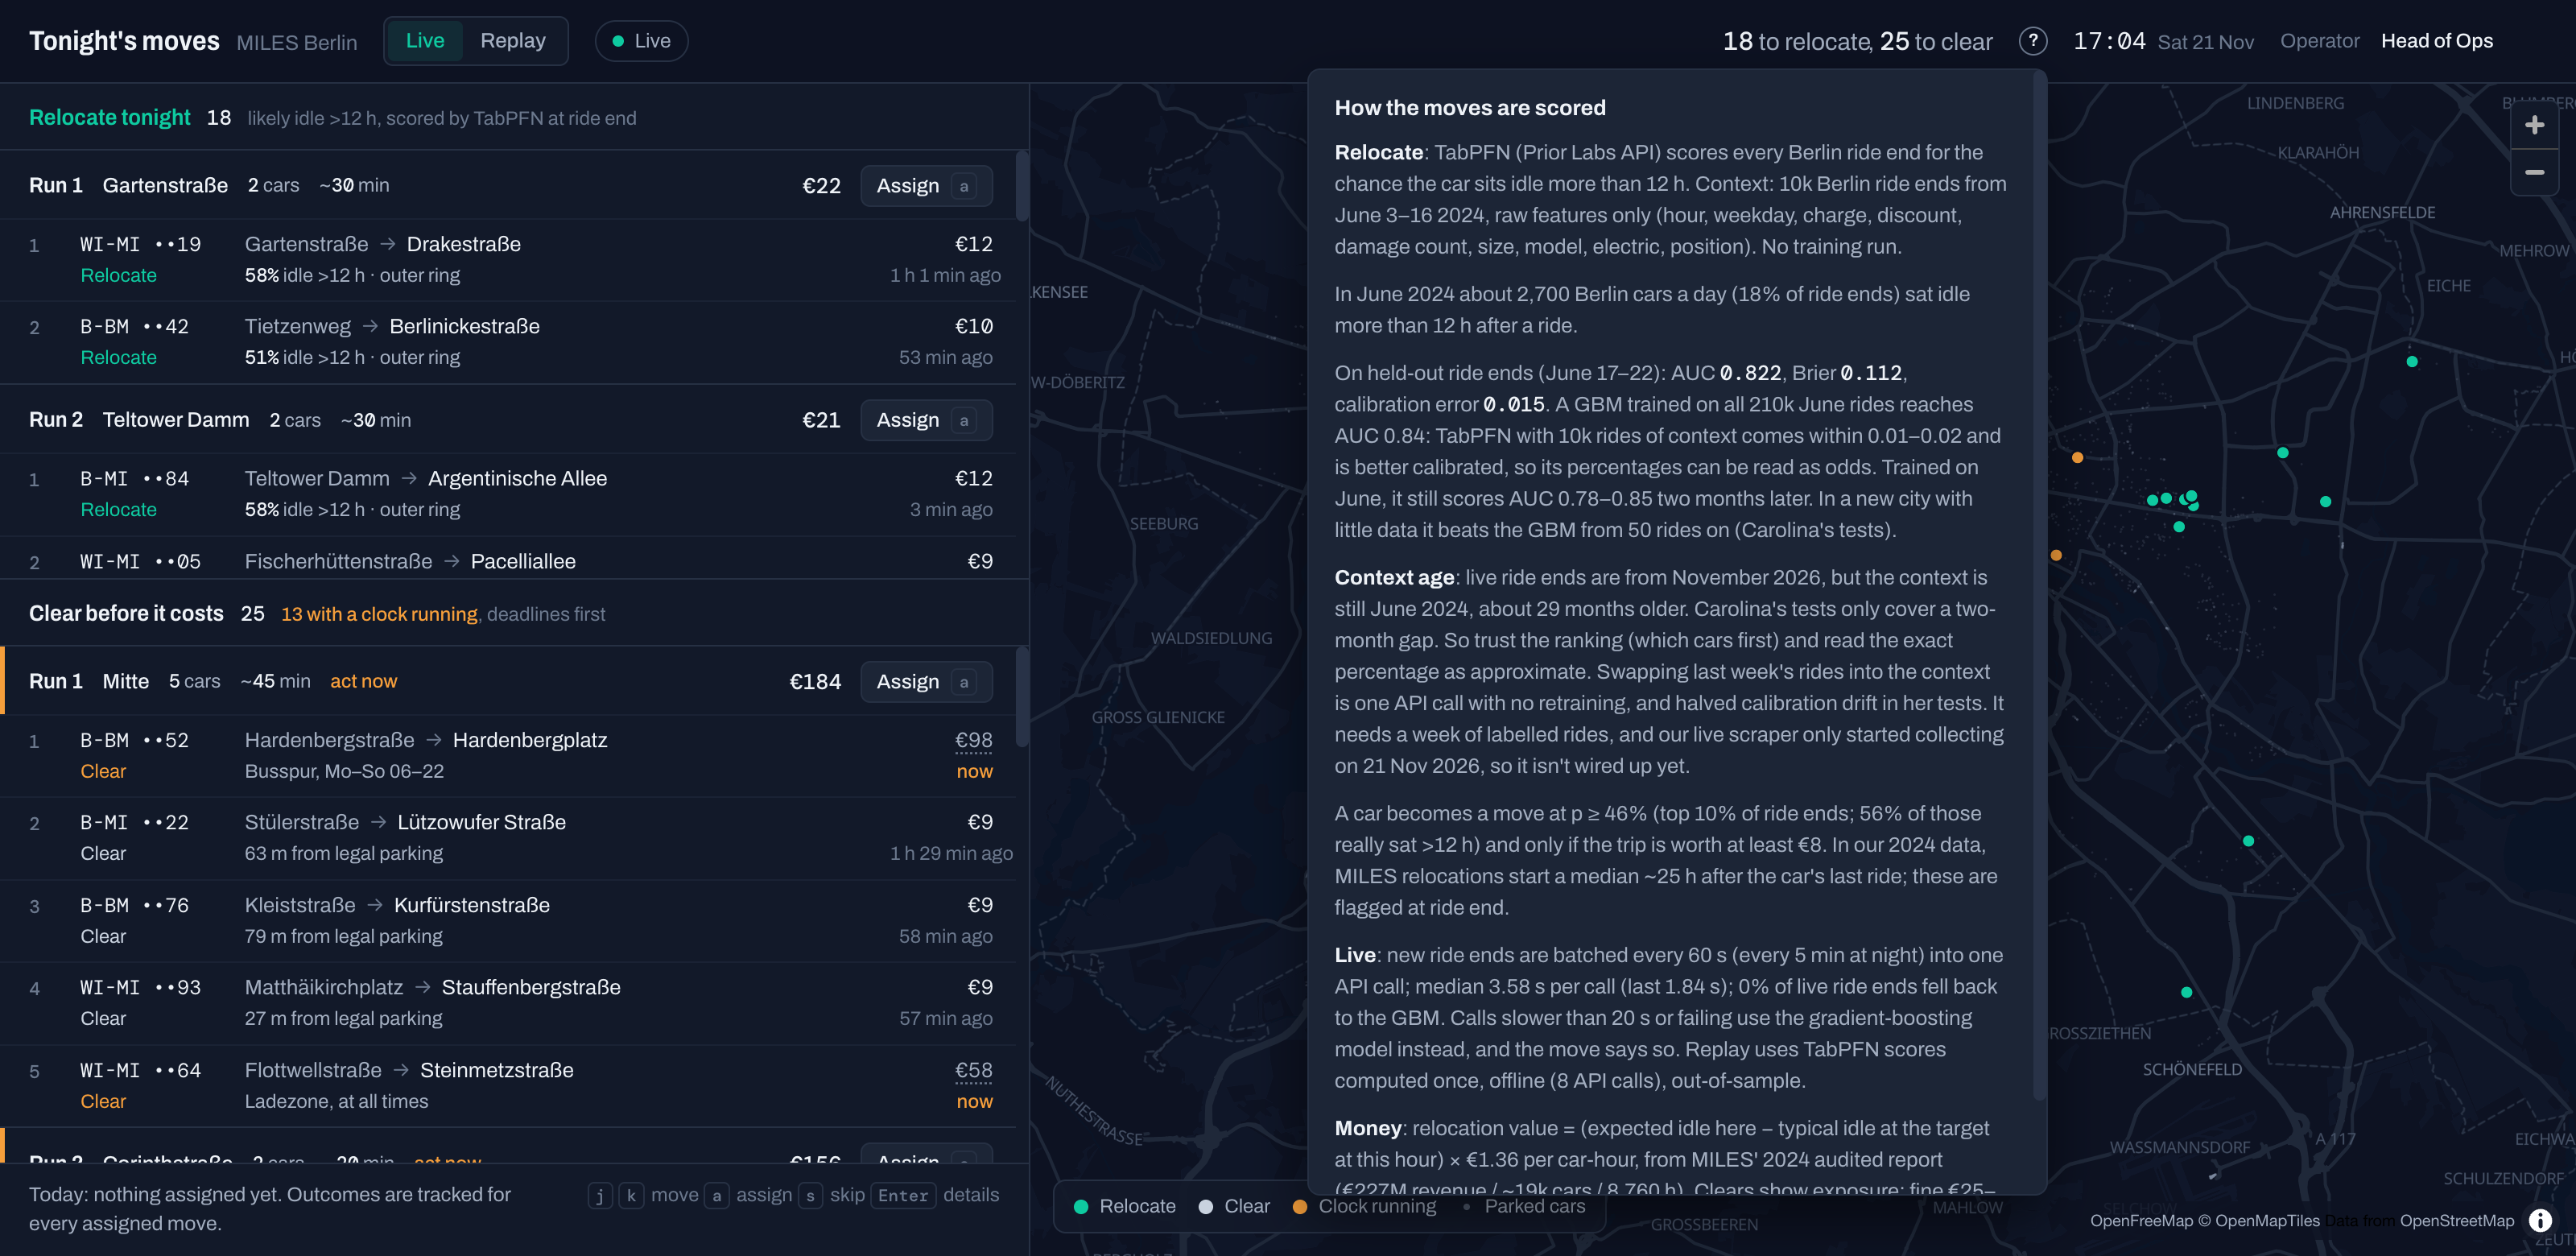 Tonight's moves MILES Berlin Live Replay Live
18 to relocate, 25 to clear ? 17:04 Sat 21 Nov Operator Head of Ops
Relocate tonight 18 likely idle >12 h, scored by TabPFN at ride end
Run 1 Gartenstraße 2 cars ~30 min €22 Assign a
1 WI-MI ••19 Gartenstraße → Drakestraße €12
Relocate 58% idle >12 h · outer ring 1 h 1 min ago
2 B-BM ••42 Tietzenweg → Berlinickestraße €10
Relocate 51% idle >12 h · outer ring 53 min ago
Run 2 Teltower Damm 2 cars ~30 min €21 Assign a
1 B-MI ••84 Teltower Damm → Argentinische Allee €12
Relocate 58% idle >12 h · outer ring 3 min ago
2 WI-MI ••05 Fischerhüttenstraße → Pacelliallee €9
Clear before it costs 25 13 with a clock running, deadlines first
Run 1 Mitte 5 cars ~45 min act now €184 Assign a
1 B-BM ••52 Hardenbergstraße → Hardenbergplatz €98
Clear Busspur, Mo–So 06–22 now
2 B-MI ••22 Stülerstraße → Lützowufer Straße €9
Clear 63 m from legal parking 1 h 29 min ago
3 B-BM ••76 Kleiststraße → Kurfürstenstraße €9
Clear 79 m from legal parking 58 min ago
4 WI-MI ••93 Matthäikirchplatz → Stauffenbergstraße €9
Clear 27 m from legal parking 57 min ago
5 WI-MI ••64 Flottwellstraße → Steinmetzstraße €58
Clear Ladezone, at all times now
Run 2 Corinthstraße 2 cars ~20 min act now €156 Assign
Today: nothing assigned yet. Outcomes are tracked for
every assigned move.
j k move a assign s skip Enter details
How the moves are scored
Relocate: TabPFN (Prior Labs API) scores every Berlin ride end for the
chance the car sits idle more than 12 h. Context: 10k Berlin ride ends from
June 3–16 2024, raw features only (hour, weekday, charge, discount,
damage count, size, model, electric, position). No training run.
In June 2024 about 2,700 Berlin cars a day (18% of ride ends) sat idle
more than 12 h after a ride.
On held-out ride ends (June 17–22): AUC 0.822, Brier 0.112,
calibration error 0.015. A GBM trained on all 210k June rides reaches
AUC 0.84: TabPFN with 10k rides of context comes within 0.01–0.02 and
is better calibrated, so its percentages can be read as odds. Trained on
June, it still scores AUC 0.78–0.85 two months later. In a new city with
little data it beats the GBM from 50 rides on (Carolina's tests).
Context age: live ride ends are from November 2026, but the context is
still June 2024, about 29 months older. Carolina's tests only cover a two-
month gap. So trust the ranking (which cars first) and read the exact
percentage as approximate. Swapping last week's rides into the context
is one API call with no retraining, and halved calibration drift in her tests. It
needs a week of labelled rides, and our live scraper only started collecting
on 21 Nov 2026, so it isn't wired up yet.
A car becomes a move at p ≥ 46% (top 10% of ride ends; 56% of those
really sat >12 h) and only if the trip is worth at least €8. In our 2024 data,
MILES relocations start a median ~25 h after the car's last ride; these are
flagged at ride end.
Live: new ride ends are batched every 60 s (every 5 min at night) into one
API call; median 3.58 s per call (last 1.84 s); 0% of live ride ends fell back
to the GBM. Calls slower than 20 s or failing use the gradient-boosting
model instead, and the move says so. Replay uses TabPFN scores
computed once, offline (8 API calls), out-of-sample.
Money: relocation value = (expected idle here − typical idle at the target
at this hour) × €1.36 per car-hour, from MILES' 2024 audited report
(€227M revenue / ~19k cars / 8,760 h). Clears show exposure: fine €25–
LINDENBERG
KLARAHÖH
AHRENSFELDE
MEHROW
EICHE
KENSEE
W-DÖBERITZ
SEEBURG
WALDSIEDLUNG
GROSS GLIENICKE
NUTHESTRASSE
ROSSZIETHEN
SCHÖNEFELD
WASSMANNSDORF
A 117
EICHWA
SCHULZENDORF
SELCHOW
MAHLOW
GROSSBEEREN
+
−
Relocate Clear Clock running Parked cars
OpenFreeMap © OpenMapTiles Data from OpenStreetMap
ZEUT